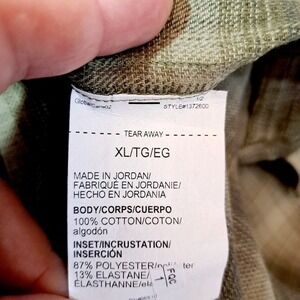 STYLE#1372600
TEAR AWAY
XL/TG/EG
MADE IN JORDAN/
FABRIQUÉ EN JORDANIE/
HECHO EN JORDANIA
BODY/CORPS/CUERPO
100% COTTON/COTON/
algodón
INSET/INCRUSTATION/
INSERCIÓN
87% POLYESTER/
13% ELASTANE/
ÉLASTHANNE/